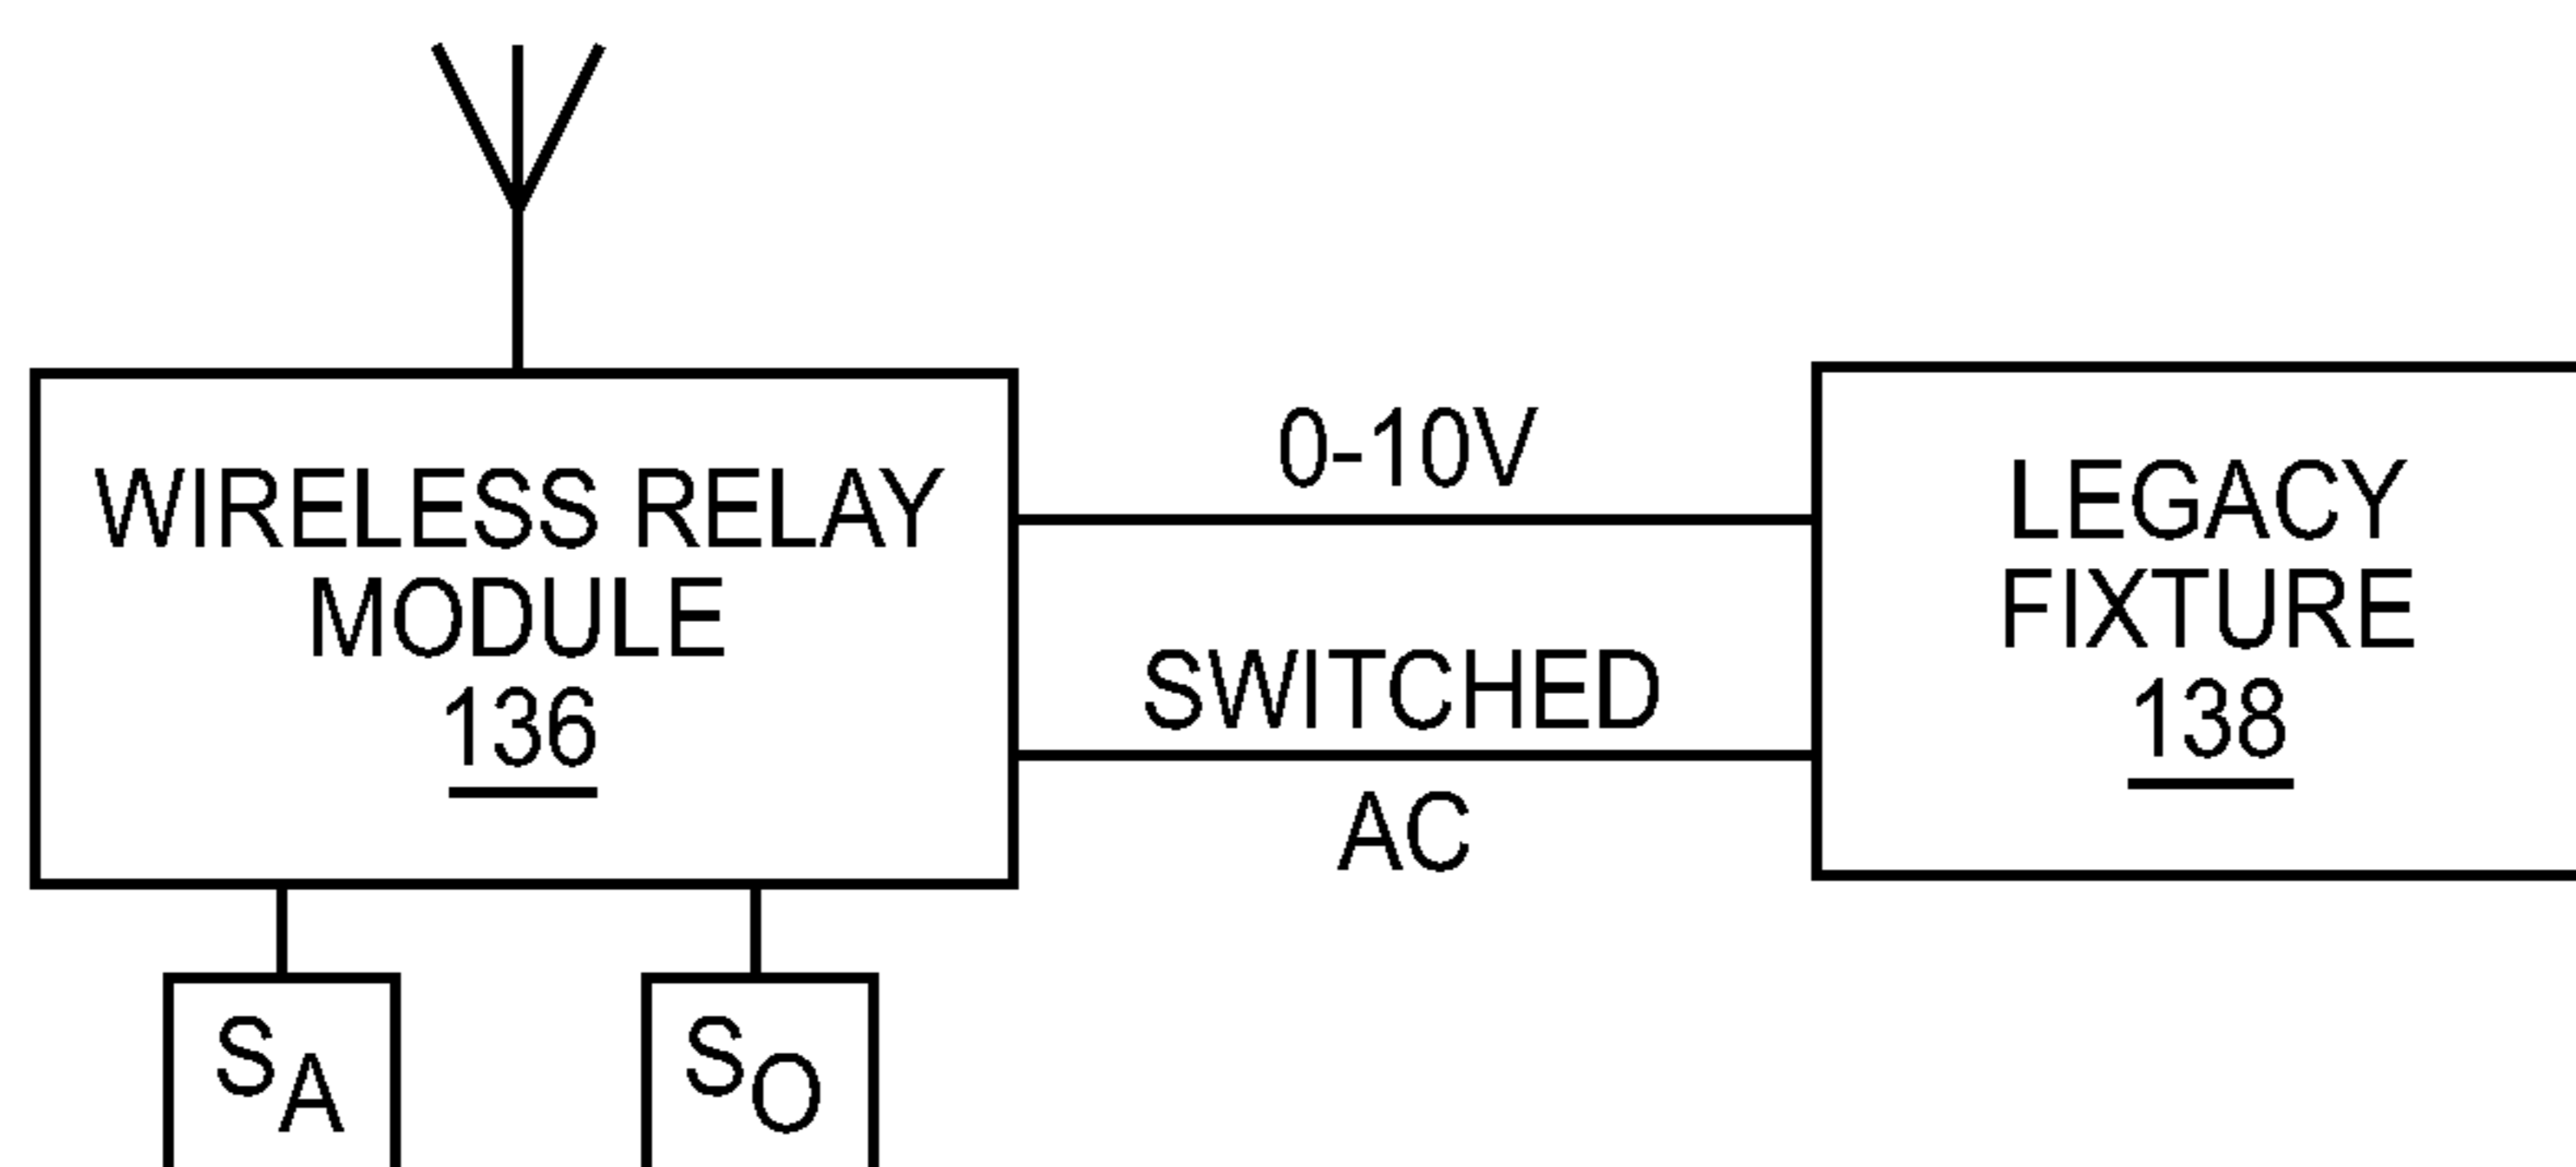 WIRELESS RELAY
MODULE
136
0-10V
SWITCHED
AC
LEGACY
FIXTURE
138
SA
SO